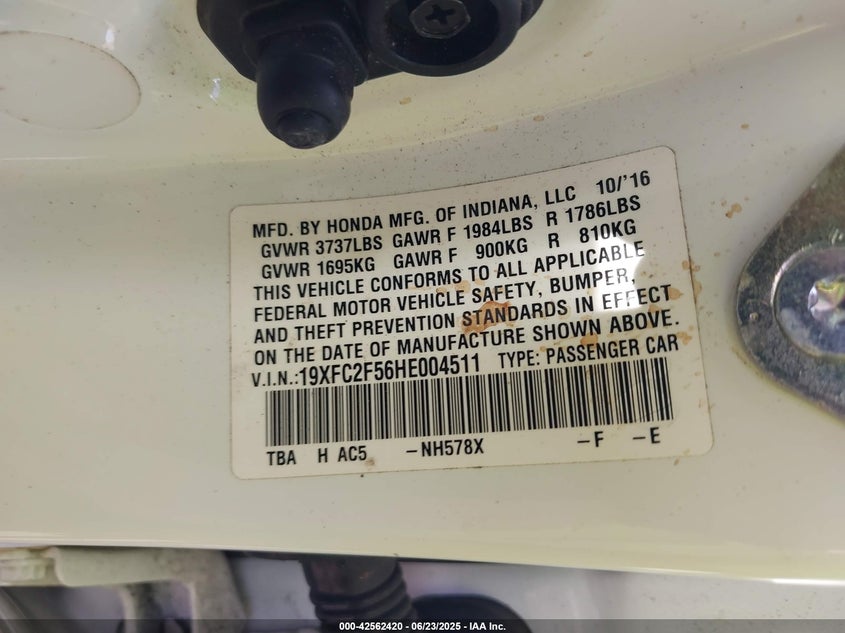 MFD. BY HONDA MFG. OF INDIANA, LLC 10/'16
GVWR 3737LBS GAWR F 1984LBS R 1786LBS
GVWR 1695KG GAWR F 900KG R 810KG
THIS VEHICLE CONFORMS TO ALL APPLICABLE
FEDERAL MOTOR VEHICLE SAFETY, BUMPER,
AND THEFT PREVENTION STANDARDS IN EFFECT
ON THE DATE OF MANUFACTURE SHOWN ABOVE.
V.I.N.:19XFC2F56HE004511 TYPE: PASSENGER CAR
TBA H AC5 -NH578X -F -E
000-42562420 - 06/23/2025 - IAA Inc.